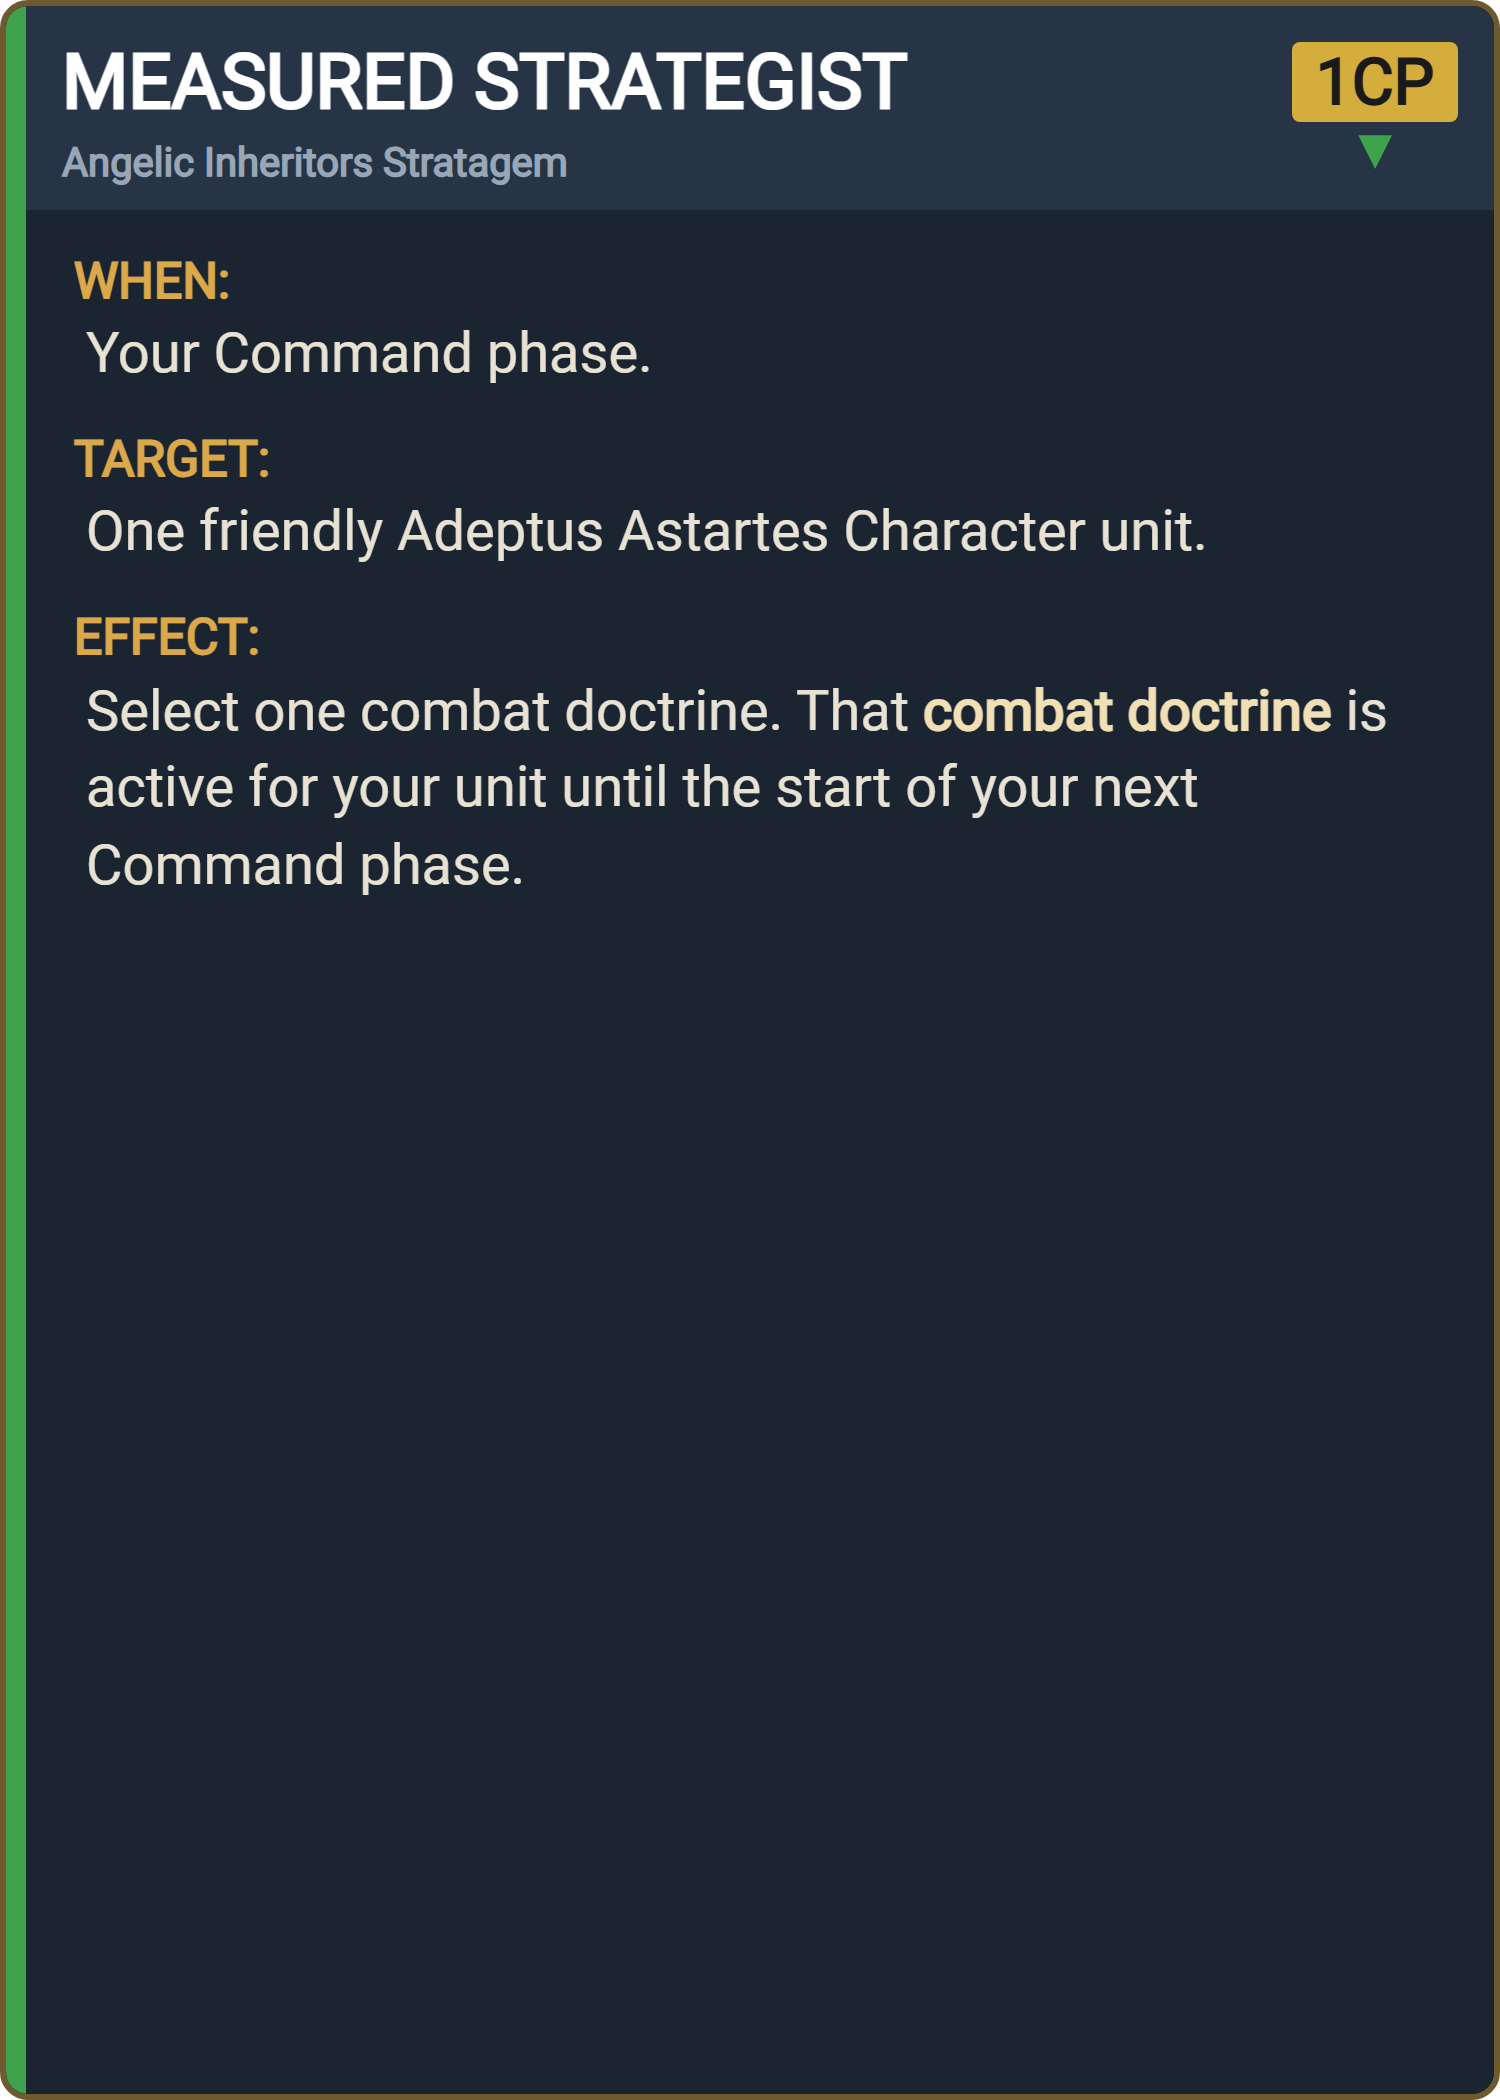 MEASURED STRATEGIST
1CP
Angelic Inheritors Stratagem
WHEN:
Your Command phase.
TARGET:
One friendly Adeptus Astartes Character unit.
EFFECT:
Select one combat doctrine. That combat doctrine is
active for your unit until the start of your next
Command phase.